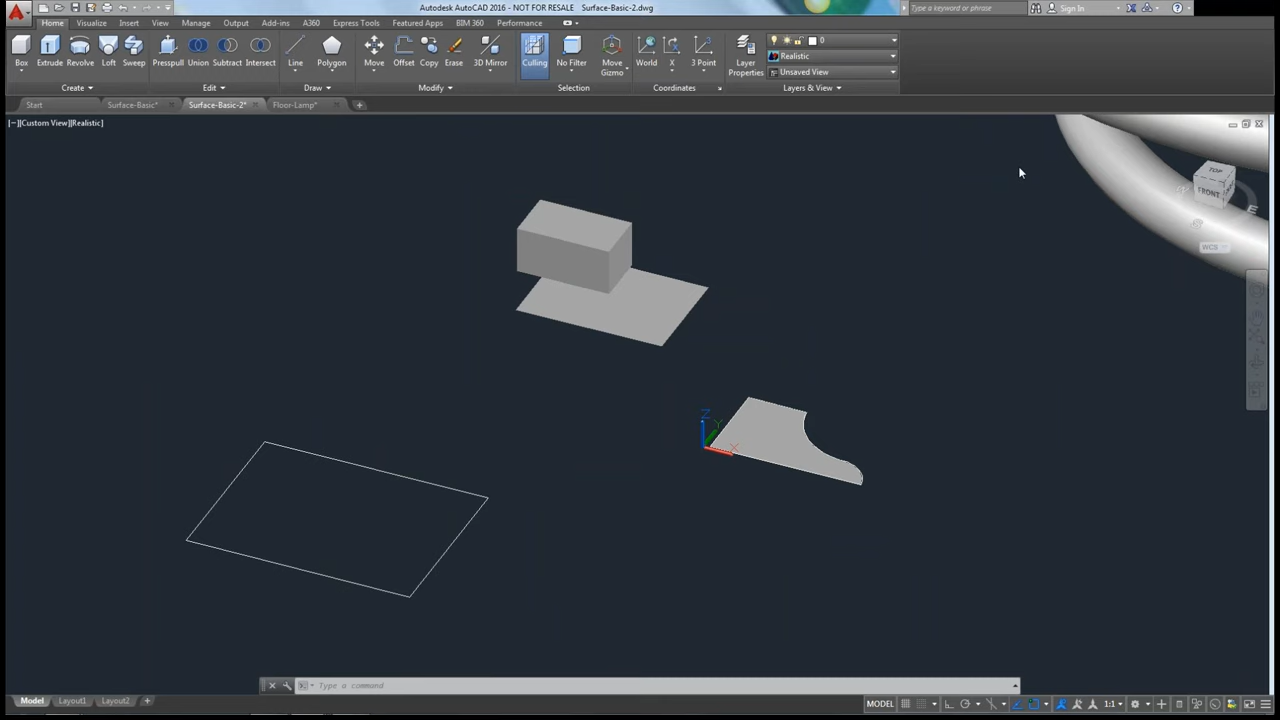 Autodesk AutoCAD 2016 - NOT FOR RESALE Surface-Basic-2.dwg
Type a keyword or phrase
Sign In
Home Insert View Manage Output Add-ins A360 Express Tools Featured Apps BIM 360 Performance
Visualize
Box Extrude Revolve Loft Sweep Presspull Union Subtract Intersect Line Polygon Move Offset Copy Erase 3D Mirror Culling No Filter Move Gizmo World X 3 Point Layer Properties
0
Realistic
Unsaved View
Create Edit Draw Modify Selection Coordinates Layers & View
Start Surface-Basic* Surface-Basic-2* Floor-Lamp*
[−][Custom View][Realistic]
TOP
FRONT
E
WCS
Z
Y
X
Type a command
Model Layout1 Layout2
MODEL
1:1